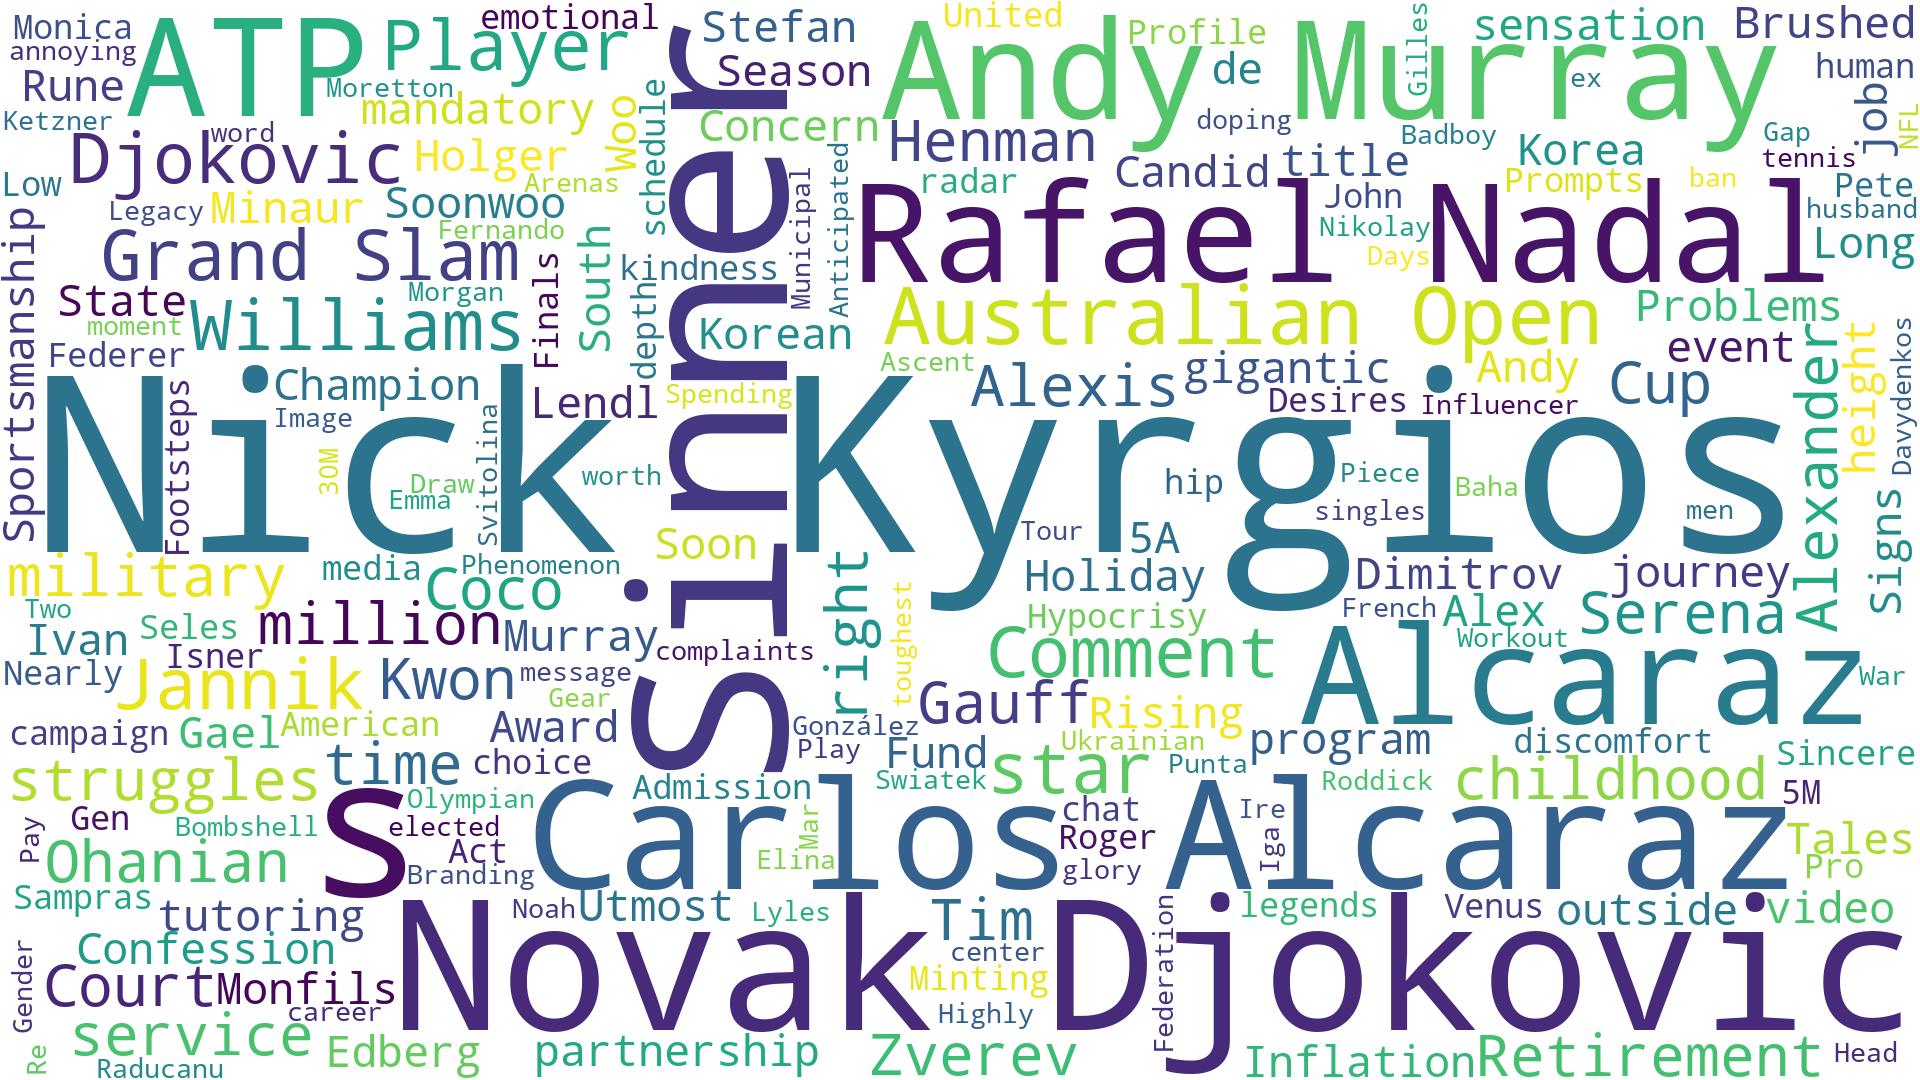 Monica
annoying
Rune
Ketzner
ATP
Player
emotional
Moretton
mandatory
Stefan
Season
United
Profile
de
Gilles
sensation
ex
Brushed
human
job
NFL
Andy Murray
Concern
Woo
schedule
word
Djokovic
Holger
Arenas
Low
Legacy
Minaur
Soonwoo
Fernando
Henman
doping
Badboy
Korea
Gap
tennis
radar
Candid
title
Prompts
ban
Pete
John
husband
Nikolay
Days
Long
Rafael Nadal
Sinner
Municipal
Anticipated
Sportsmanship
Grand Slam
Finals
South
kindness
depth
State
Morgan
moment
Williams
Korean
Australian Open
Problems
Federer
Champion
Ascent
Alexis
gigantic
Andy
event
Cup
Alexander
height
Davydenkos
Footsteps
Image
Lendl
Spending
Desires
Influencer
Nick Kyrgios
30M
Draw
Emma
Svitolina
worth
hip
Piece
Baha
singles
men
Signs
Soon
Tour
5A
military
media
Phenomenon
Coco
right
toughest
Holiday
Dimitrov
journey
Two
Seles
million
Murray
Hypocrisy
French
Alex
Serena
Workout
Ivan
Isner
complaints
Comment
Alcaraz
Nearly
Jannik
Kwon
message
Gear
War
campaign
Gael
American
Award
González
Play
Gauff
Rising
Ukrainian
program
discomfort
Sincere
time
choice
Fund
star
Punta
struggles
Admission
Swiatek
Roddick
childhood
5M
Gen
Olympian
S
Carlos Alcaraz
Mar
chat
Ire
Pay
Bombshell
elected
Roger
Iga
Tales
Ohanian
Act
Branding
Elina
glory
Pro
Sampras
tutoring
Noah
Utmost
Lyles
Tim
legends
Venus
outside
video
Confession
Novak Djokovic
center
Federation
Gender
Court
Monfils
Minting
career
Highly
service
Re
Raducanu
Edberg
partnership
Zverev
Inflation
Retirement
Head